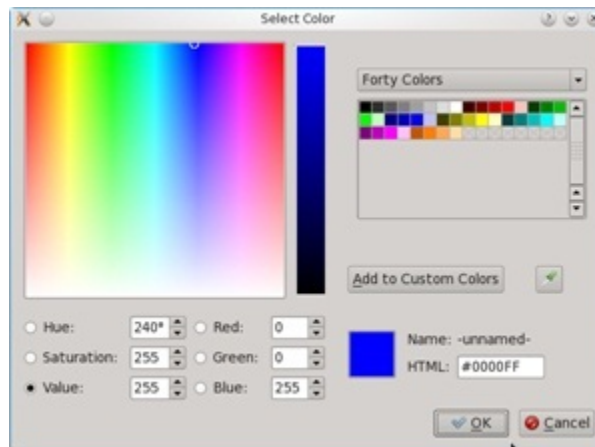 Select Color
Forty Colors
Add to Custom Colors
Hue: 240° Red: 0
Saturation: 255 Green: 0
Value: 255 Blue: 255
Name: -unnamed-
HTML: #0000FF
OK Cancel